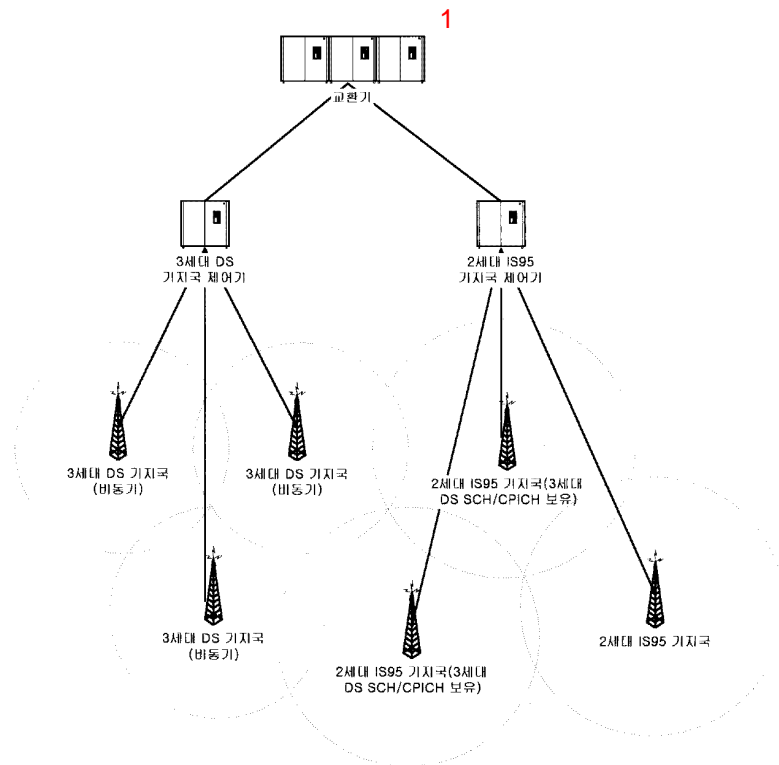 1
교환기
3세대 DS
기지국 제어기
2세대 IS95
기지국 제어기
3세대 DS 기지국
(비동기)
3세대 DS 기지국
(비동기)
2세대 IS95 기지국(3세대
DS SCH/CPICH 보유)
3세대 DS 기지국
(비동기)
2세대 IS95 기지국(3세대
DS SCH/CPICH 보유)
2세대 IS95 기지국